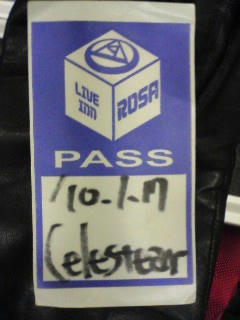 LIVE INN
ROSA
PASS
'10.1.17
Celestear